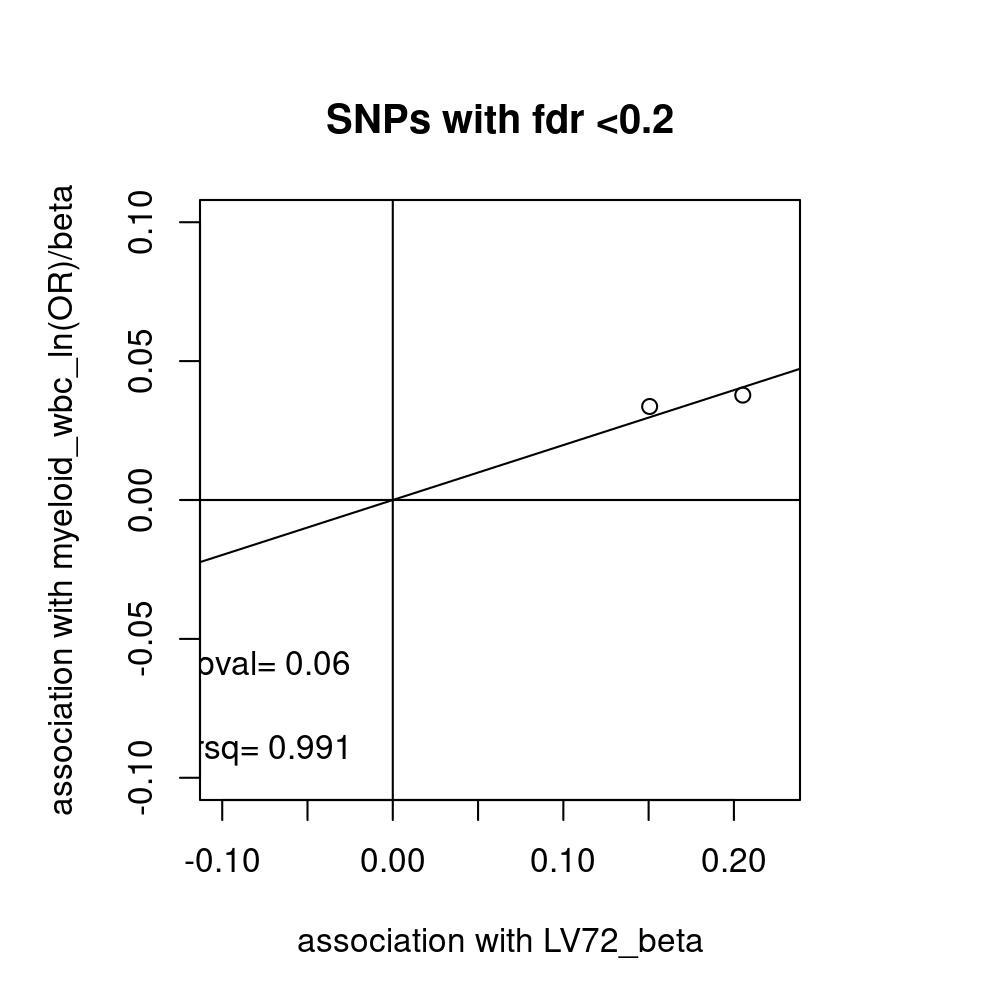 SNPs with fdr <0.2
association with myeloid_wbc_ln(OR)/beta
0.10
0.05
0.00
-0.05
-0.10
pval= 0.06
rsq= 0.991
-0.10 0.00 0.10 0.20
association with LV72_beta